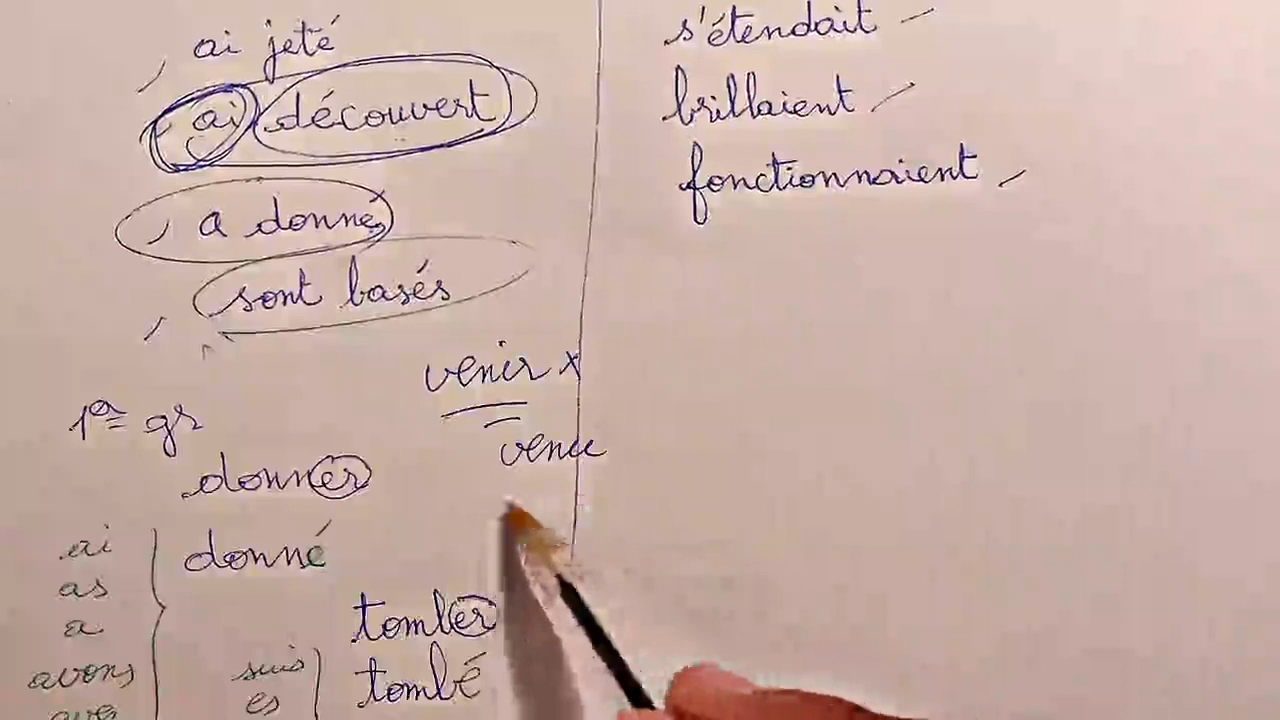 ai jeté
ai découvert
a donné
sont basés
venir x
venu
1er gr
donner
donné
ai
as
a
avons
tomber
tombé
suis
es
s'étendait
brillaient
fonctionnaient